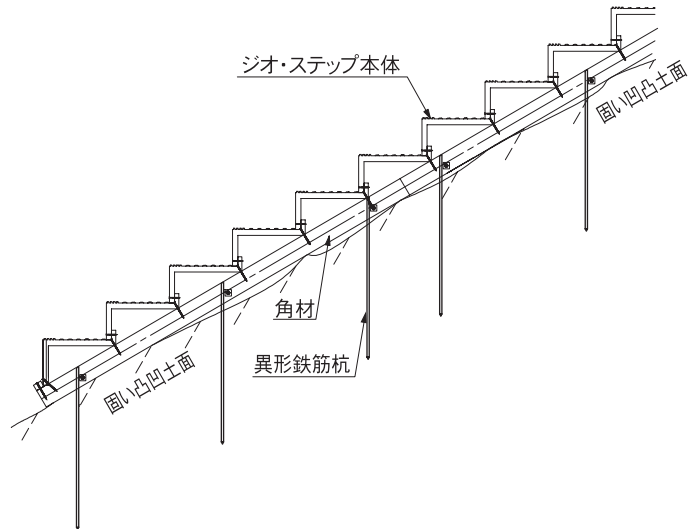 ジオ・ステップ本体
固い凹凸土面
角材
異形鉄筋杭
固い凸凹土面